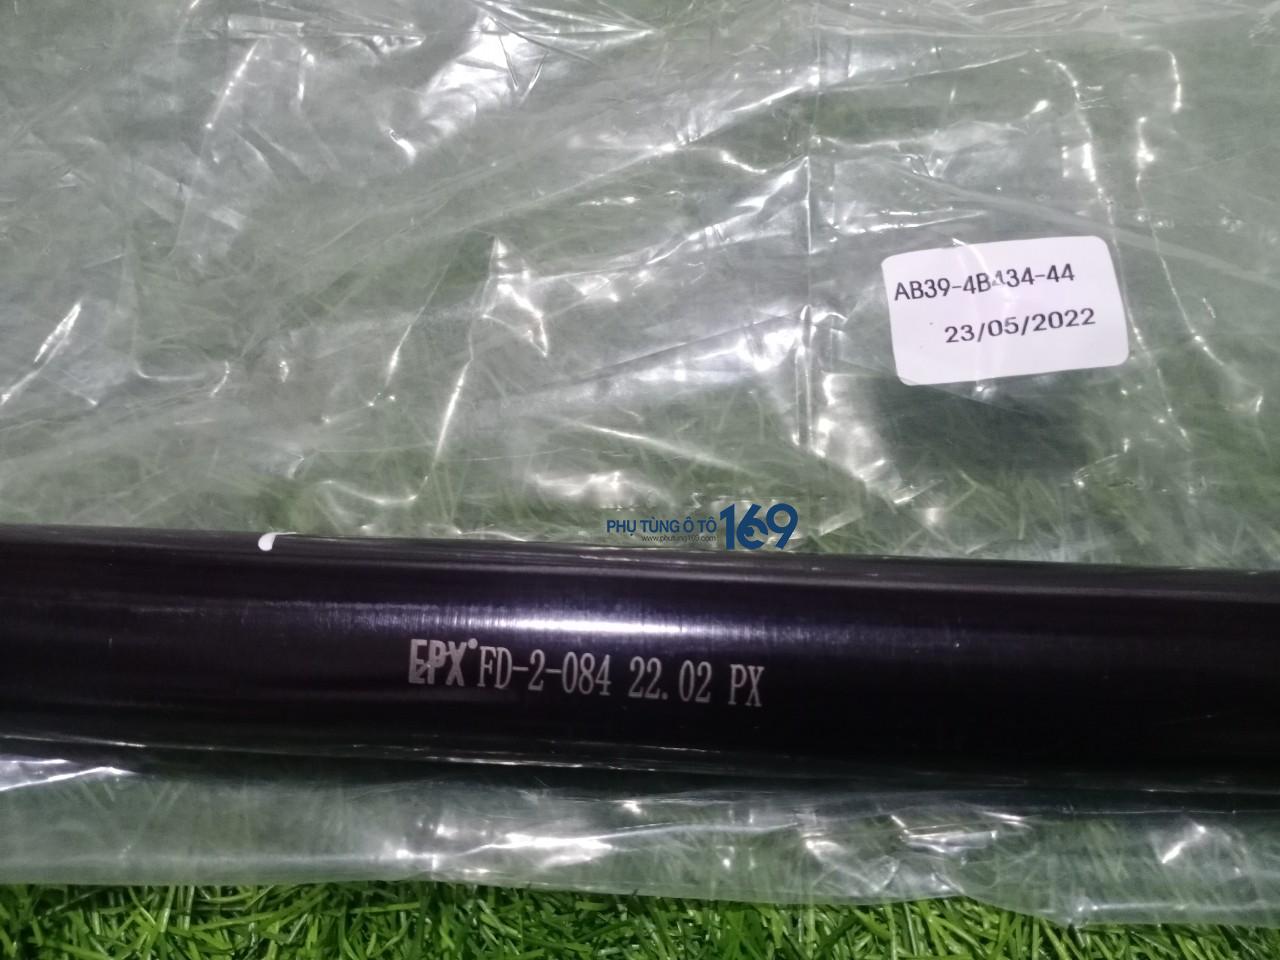 AB39-4B434-44
23/05/2022
PHỤ TÙNG Ô TÔ 169
www.phutung169.com
EPX FD-2-084 22.02 PX